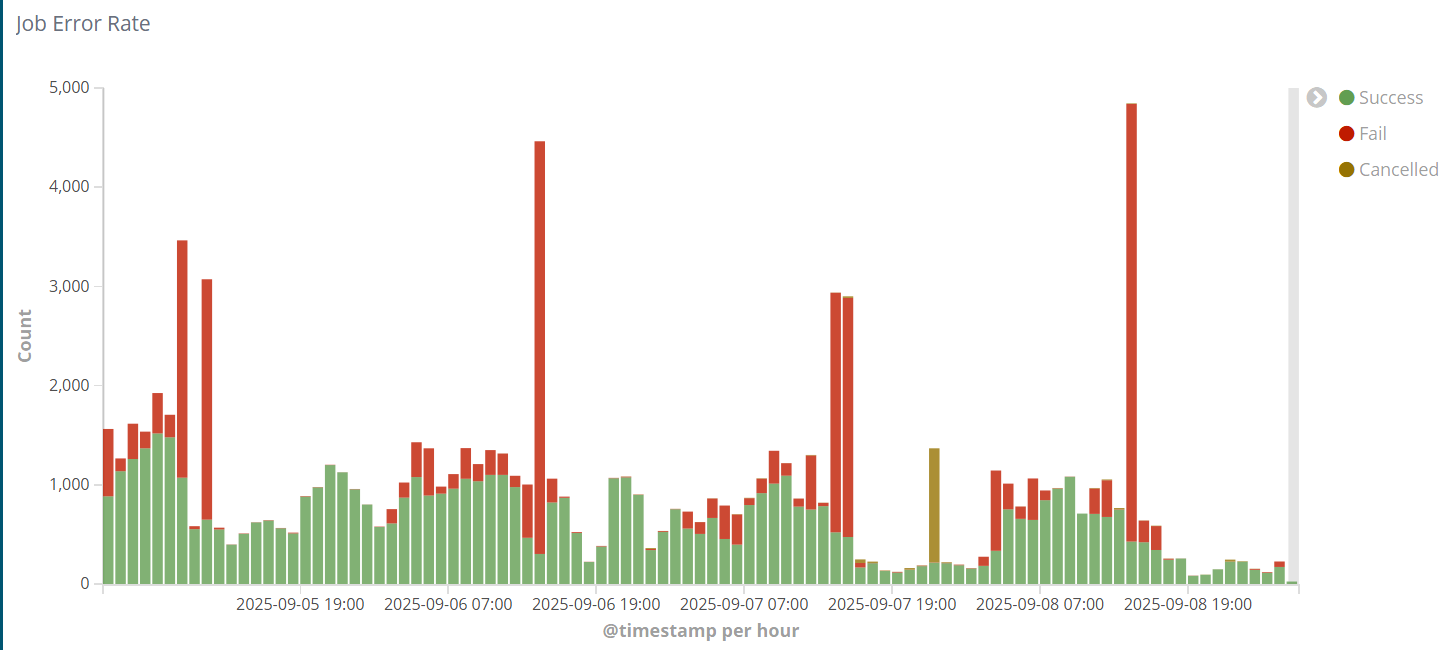 Job Error Rate
5,000
4,000
3,000
2,000
1,000
0
Count
2025-09-05 19:00
2025-09-06 07:00
2025-09-06 19:00
2025-09-07 07:00
2025-09-07 19:00
2025-09-08 07:00
2025-09-08 19:00
@timestamp per hour
Success
Fail
Cancelled